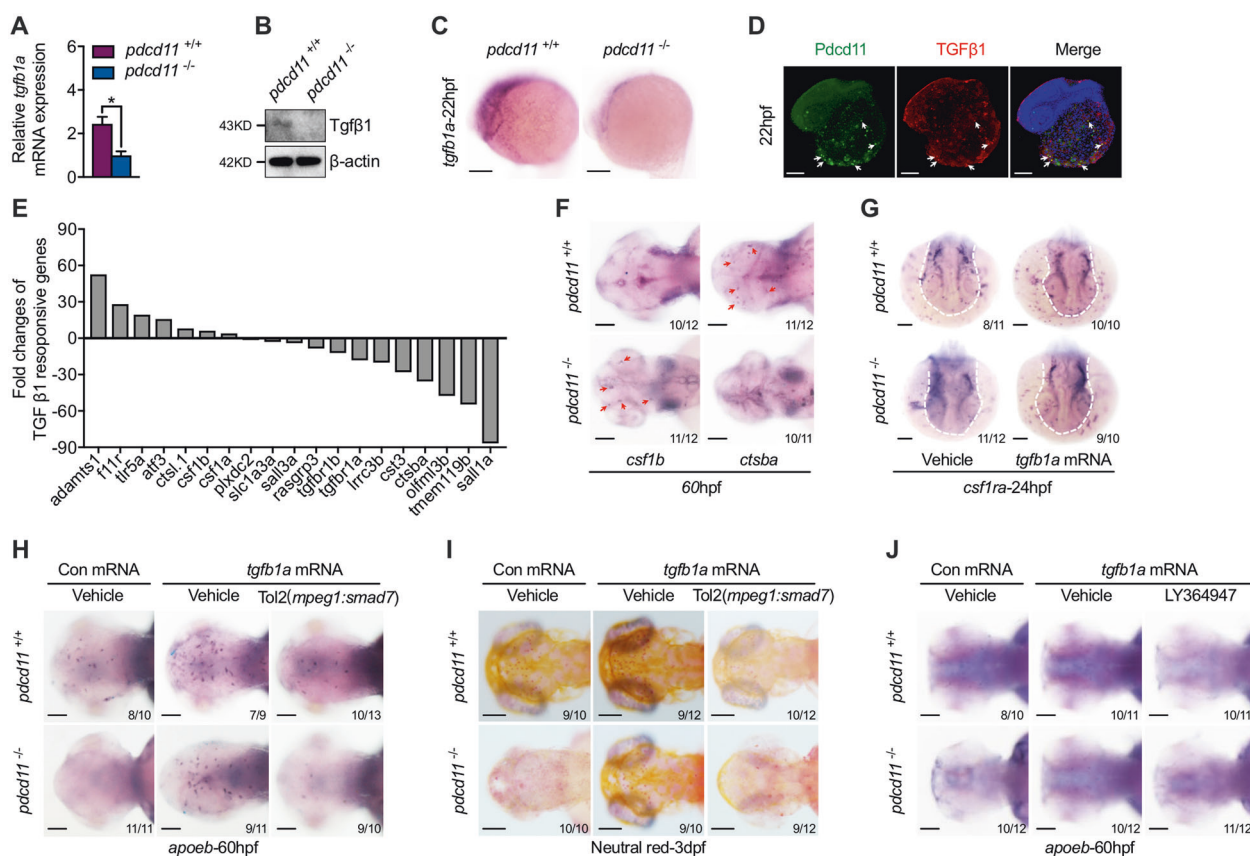 A
Relative tgfb1a
mRNA expression
6
4
2
0
pdcd11 +/+
pdcd11 -/-
*
B
pdcd11 +/+
pdcd11 -/-
43KD
Tgfβ1
42KD
β-actin
C
pdcd11 +/+
pdcd11 -/-
tgfb1a-22hpf
D
Pdcd11
TGFβ1
Merge
22hpf
E
Fold changes of
TGF β1 resoponsive genes
90
60
30
0
-30
-60
-90
adamts1
f11r
tlr5a
atf3
ctsl.1
csf1b
csf1a
plxdc2
slc1a3a
sall3a
rasgrp3
tgfbr1b
tgfbr1a
lrrc3b
cst3
ctsba
olfml3b
tmem119b
sall1a
F
pdcd11 +/+
10/12
11/12
pdcd11 -/-
11/12
10/11
csf1b
ctsba
60hpf
G
pdcd11 +/+
8/11
10/10
pdcd11 -/-
11/12
9/10
Vehicle
tgfb1a mRNA
csf1ra-24hpf
H
Con mRNA
tgfb1a mRNA
Vehicle
Vehicle
Tol2(mpeg1:smad7)
pdcd11 +/+
8/10
7/9
10/13
pdcd11 -/-
11/11
9/11
9/10
apoeb-60hpf
I
Con mRNA
tgfb1a mRNA
Vehicle
Vehicle
Tol2(mpeg1:smad7)
pdcd11 +/+
9/10
9/12
10/12
pdcd11 -/-
10/10
9/10
9/12
Neutral red-3dpf
J
Con mRNA
tgfb1a mRNA
Vehicle
Vehicle
LY364947
pdcd11 +/+
8/10
10/11
10/11
pdcd11 -/-
10/12
10/12
11/12
apoeb-60hpf